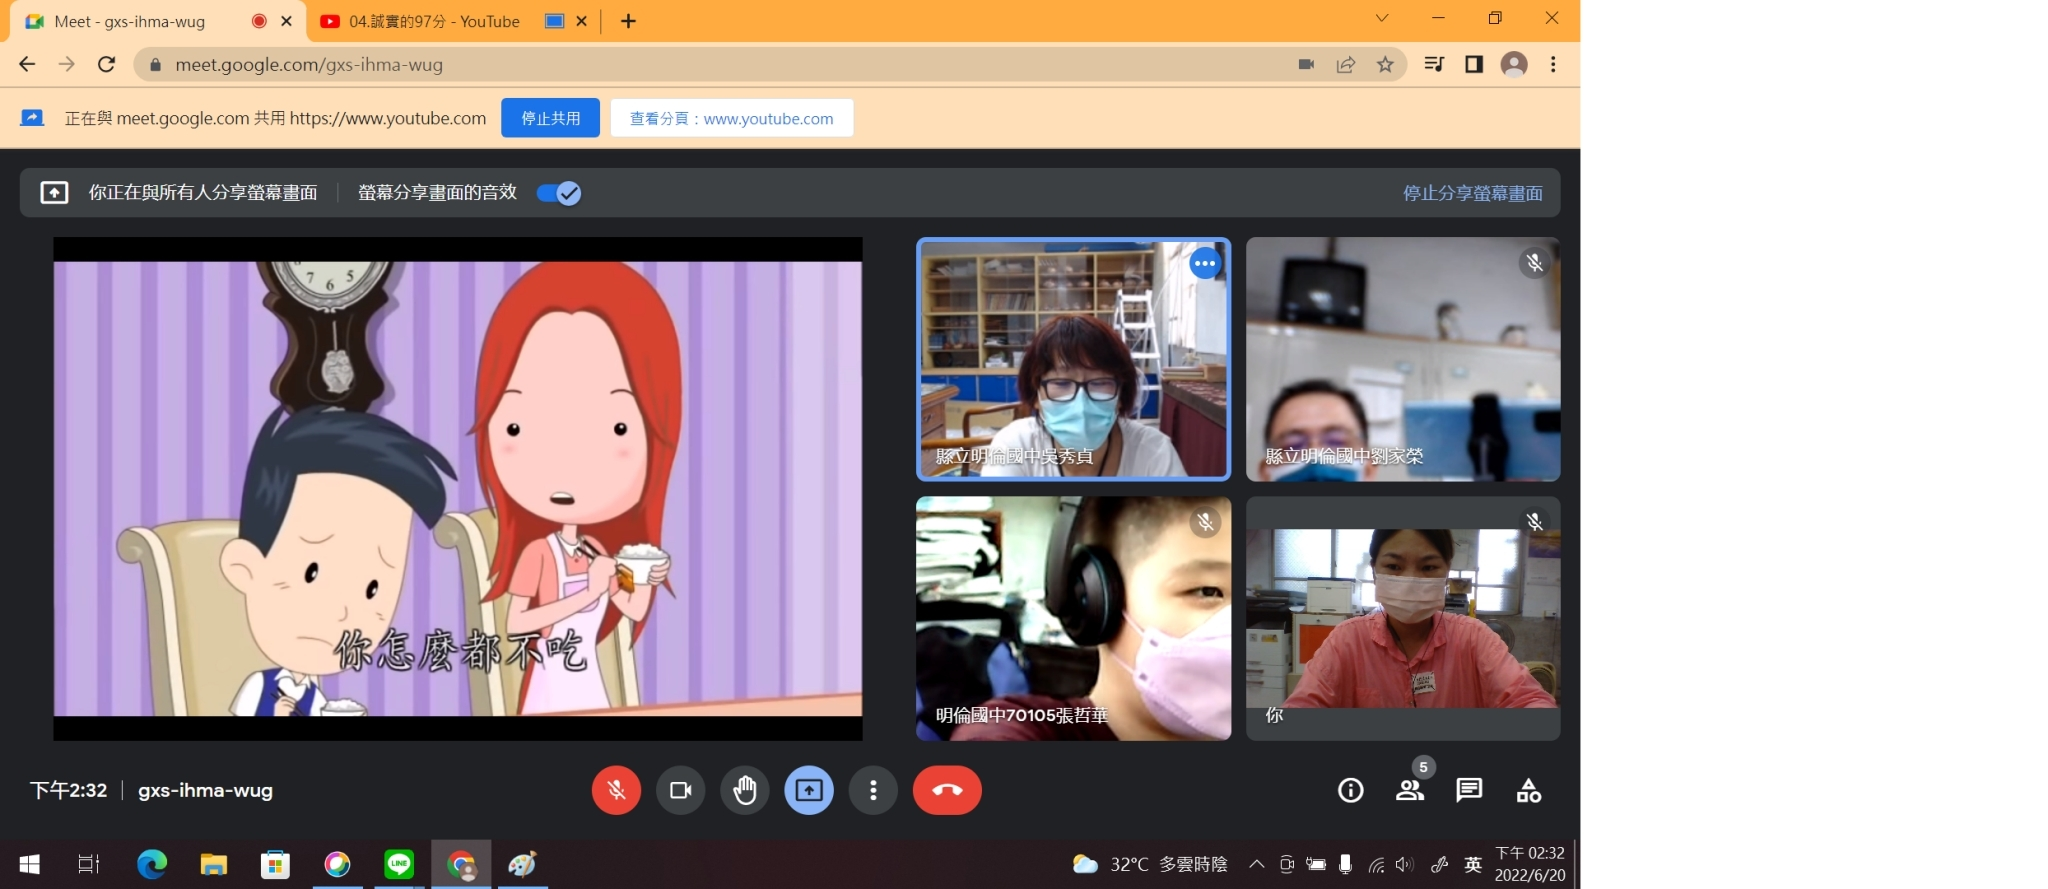 Meet - gxs-ihma-wug
04.誠實的97分 - YouTube
meet.google.com/gxs-ihma-wug
正在與 meet.google.com 共用 https://www.youtube.com
停止共用
查看分頁：www.youtube.com
你正在與所有人分享螢幕畫面
螢幕分享畫面的音效
停止分享螢幕畫面
7 6 5
你怎麼都不吃
縣立明倫國中吳秀貞
縣立明倫國中劉家榮
明倫國中70105張哲華
你
下午2:32 | gxs-ihma-wug
5
LINE
32°C 多雲時陰
英
下午 02:32
2022/6/20